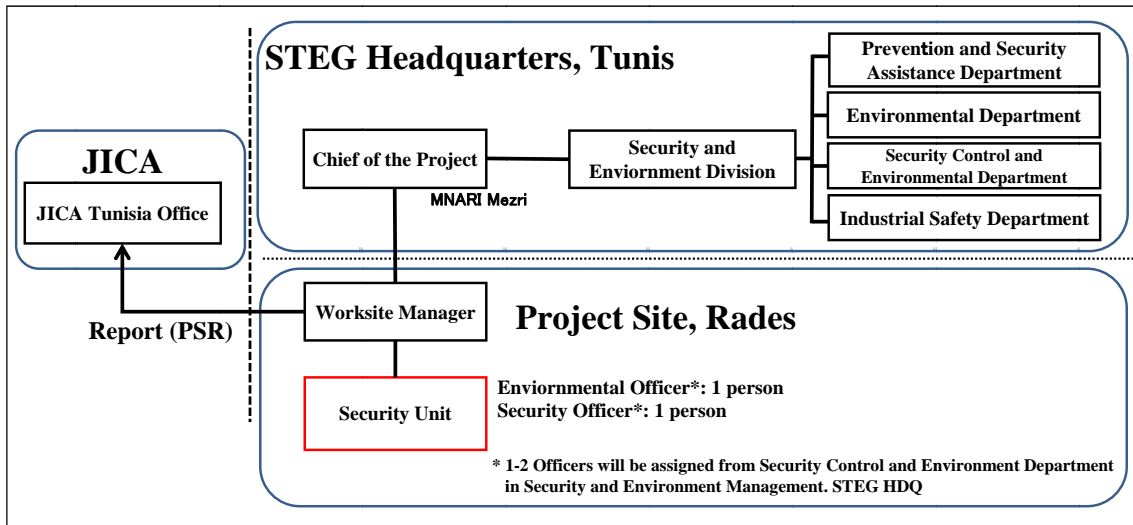 STEG Headquarters, Tunis
Prevention and Security
Assistance Department
Environmental Department
Security Control and
Environmental Department
Industrial Safety Department
Security and
Enviornment Division
Chief of the Project
MNARI Mezri
JICA
JICA Tunisia Office
Report (PSR)
Worksite Manager
Project Site, Rades
Security Unit
Enviornmental Officer*: 1 person
Security Officer*: 1 person
* 1-2 Officers will be assigned from Security Control and Environment Department
in Security and Environment Management. STEG HDQ